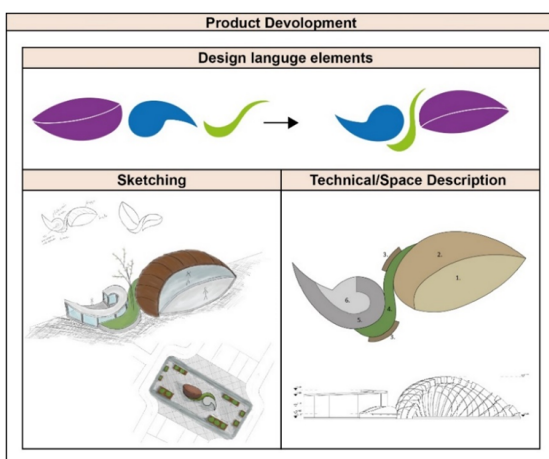 Product Devolopment
Design languge elements
Sketching
Technical/Space Description
3.
2.
1.
4.
6.
5.
3.